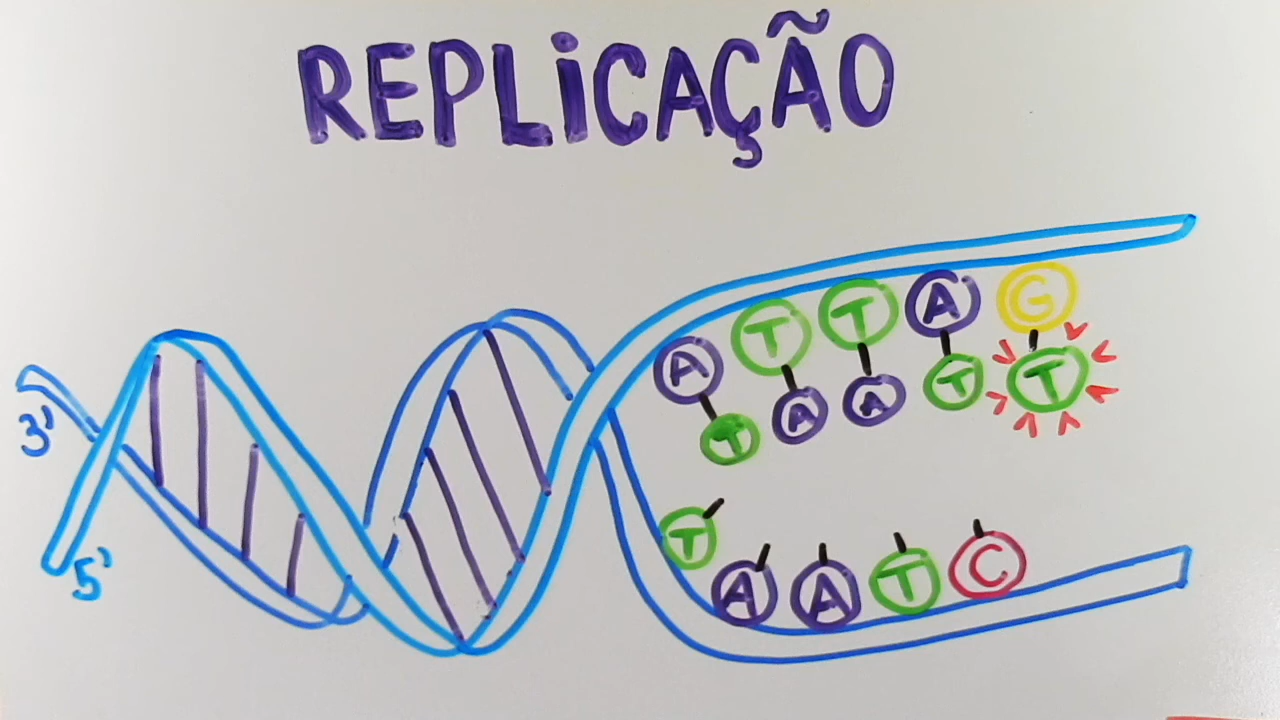 REPLICAÇÃO
A T T A G
T A A T T
3'
5'
T A A T C